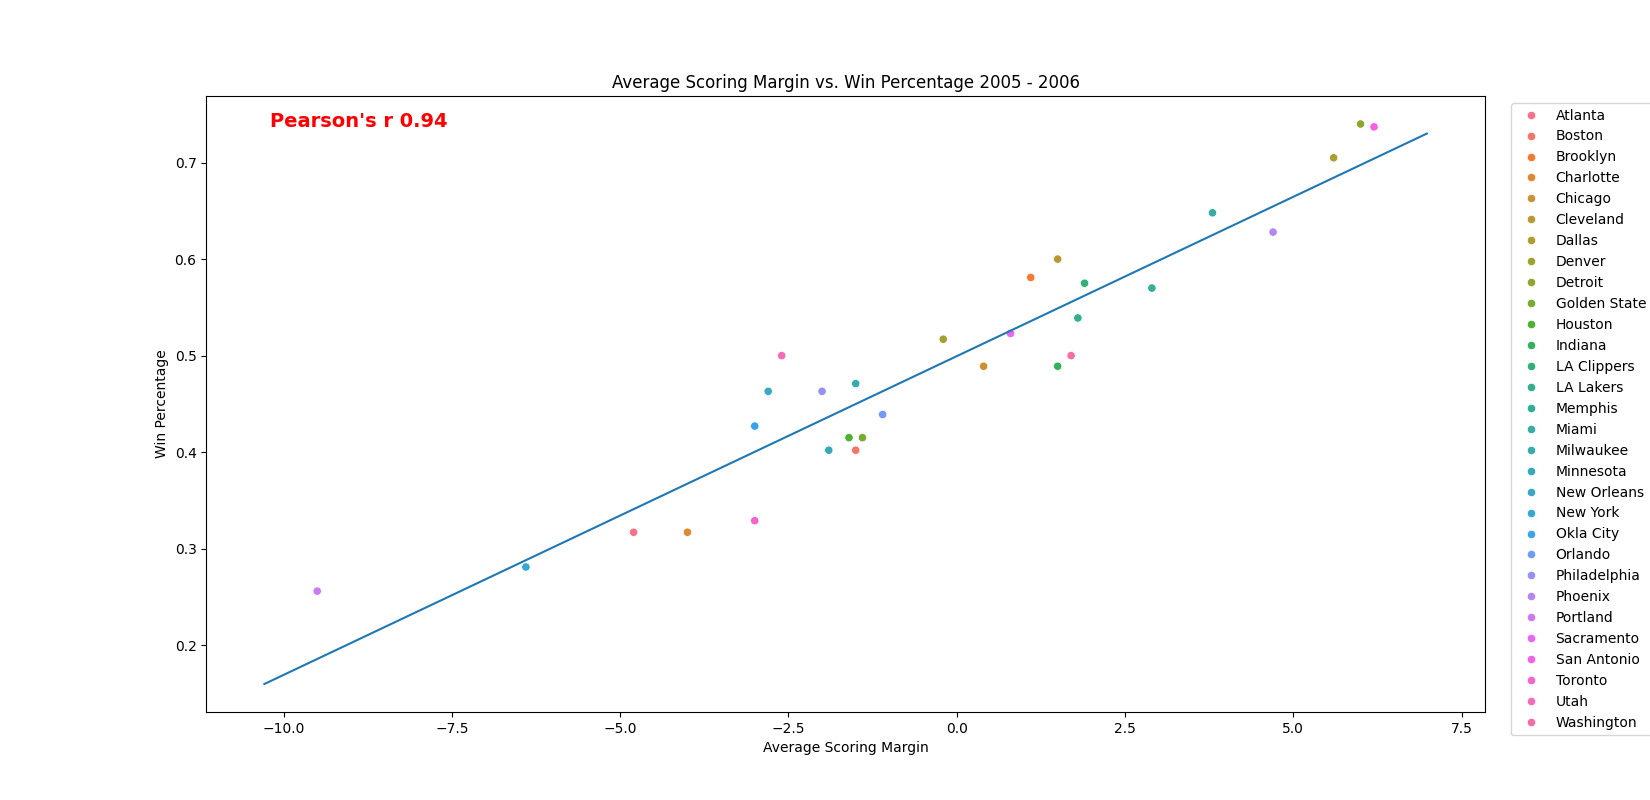 Average Scoring Margin vs. Win Percentage 2005 - 2006
Pearson's r 0.94
Win Percentage
0.7
0.6
0.5
0.4
0.3
0.2
−10.0
−7.5
−5.0
−2.5
0.0
2.5
5.0
7.5
Average Scoring Margin
Atlanta
Boston
Brooklyn
Charlotte
Chicago
Cleveland
Dallas
Denver
Detroit
Golden State
Houston
Indiana
LA Clippers
LA Lakers
Memphis
Miami
Milwaukee
Minnesota
New Orleans
New York
Okla City
Orlando
Philadelphia
Phoenix
Portland
Sacramento
San Antonio
Toronto
Utah
Washington